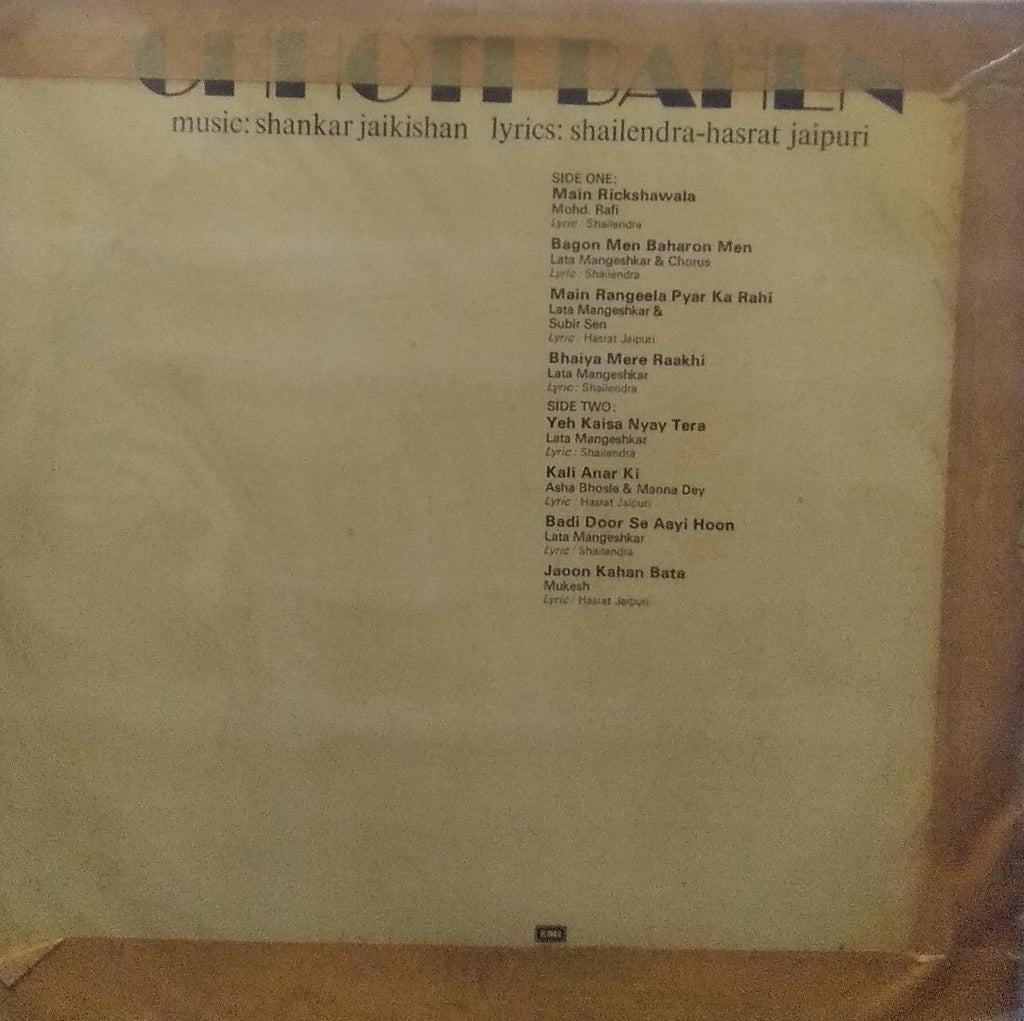 CHHOTI BAHEN
music: shankar jaikishan lyrics: shailendra-hasrat jaipuri
SIDE ONE:
Main Rickshawala
Mohd. Rafi
Lyric: Shailendra
Bagon Men Baharon Men
Lata Mangeshkar & Chorus
Lyric: Shailendra
Main Rangeela Pyar Ka Rahi
Lata Mangeshkar &
Subir Sen
Lyric: Hasrat Jaipuri
Bhaiya Mere Raakhi
Lata Mangeshkar
Lyric: Shailendra
SIDE TWO:
Yeh Kaisa Nyay Tera
Lata Mangeshkar
Lyric: Shailendra
Kali Anar Ki
Asha Bhosle & Manna Dey
Lyric: Hasrat Jaipuri
Badi Door Se Aayi Hoon
Lata Mangeshkar
Lyric: Shailendra
Jaoon Kahan Bata
Mukesh
Lyric: Hasrat Jaipuri
EMI